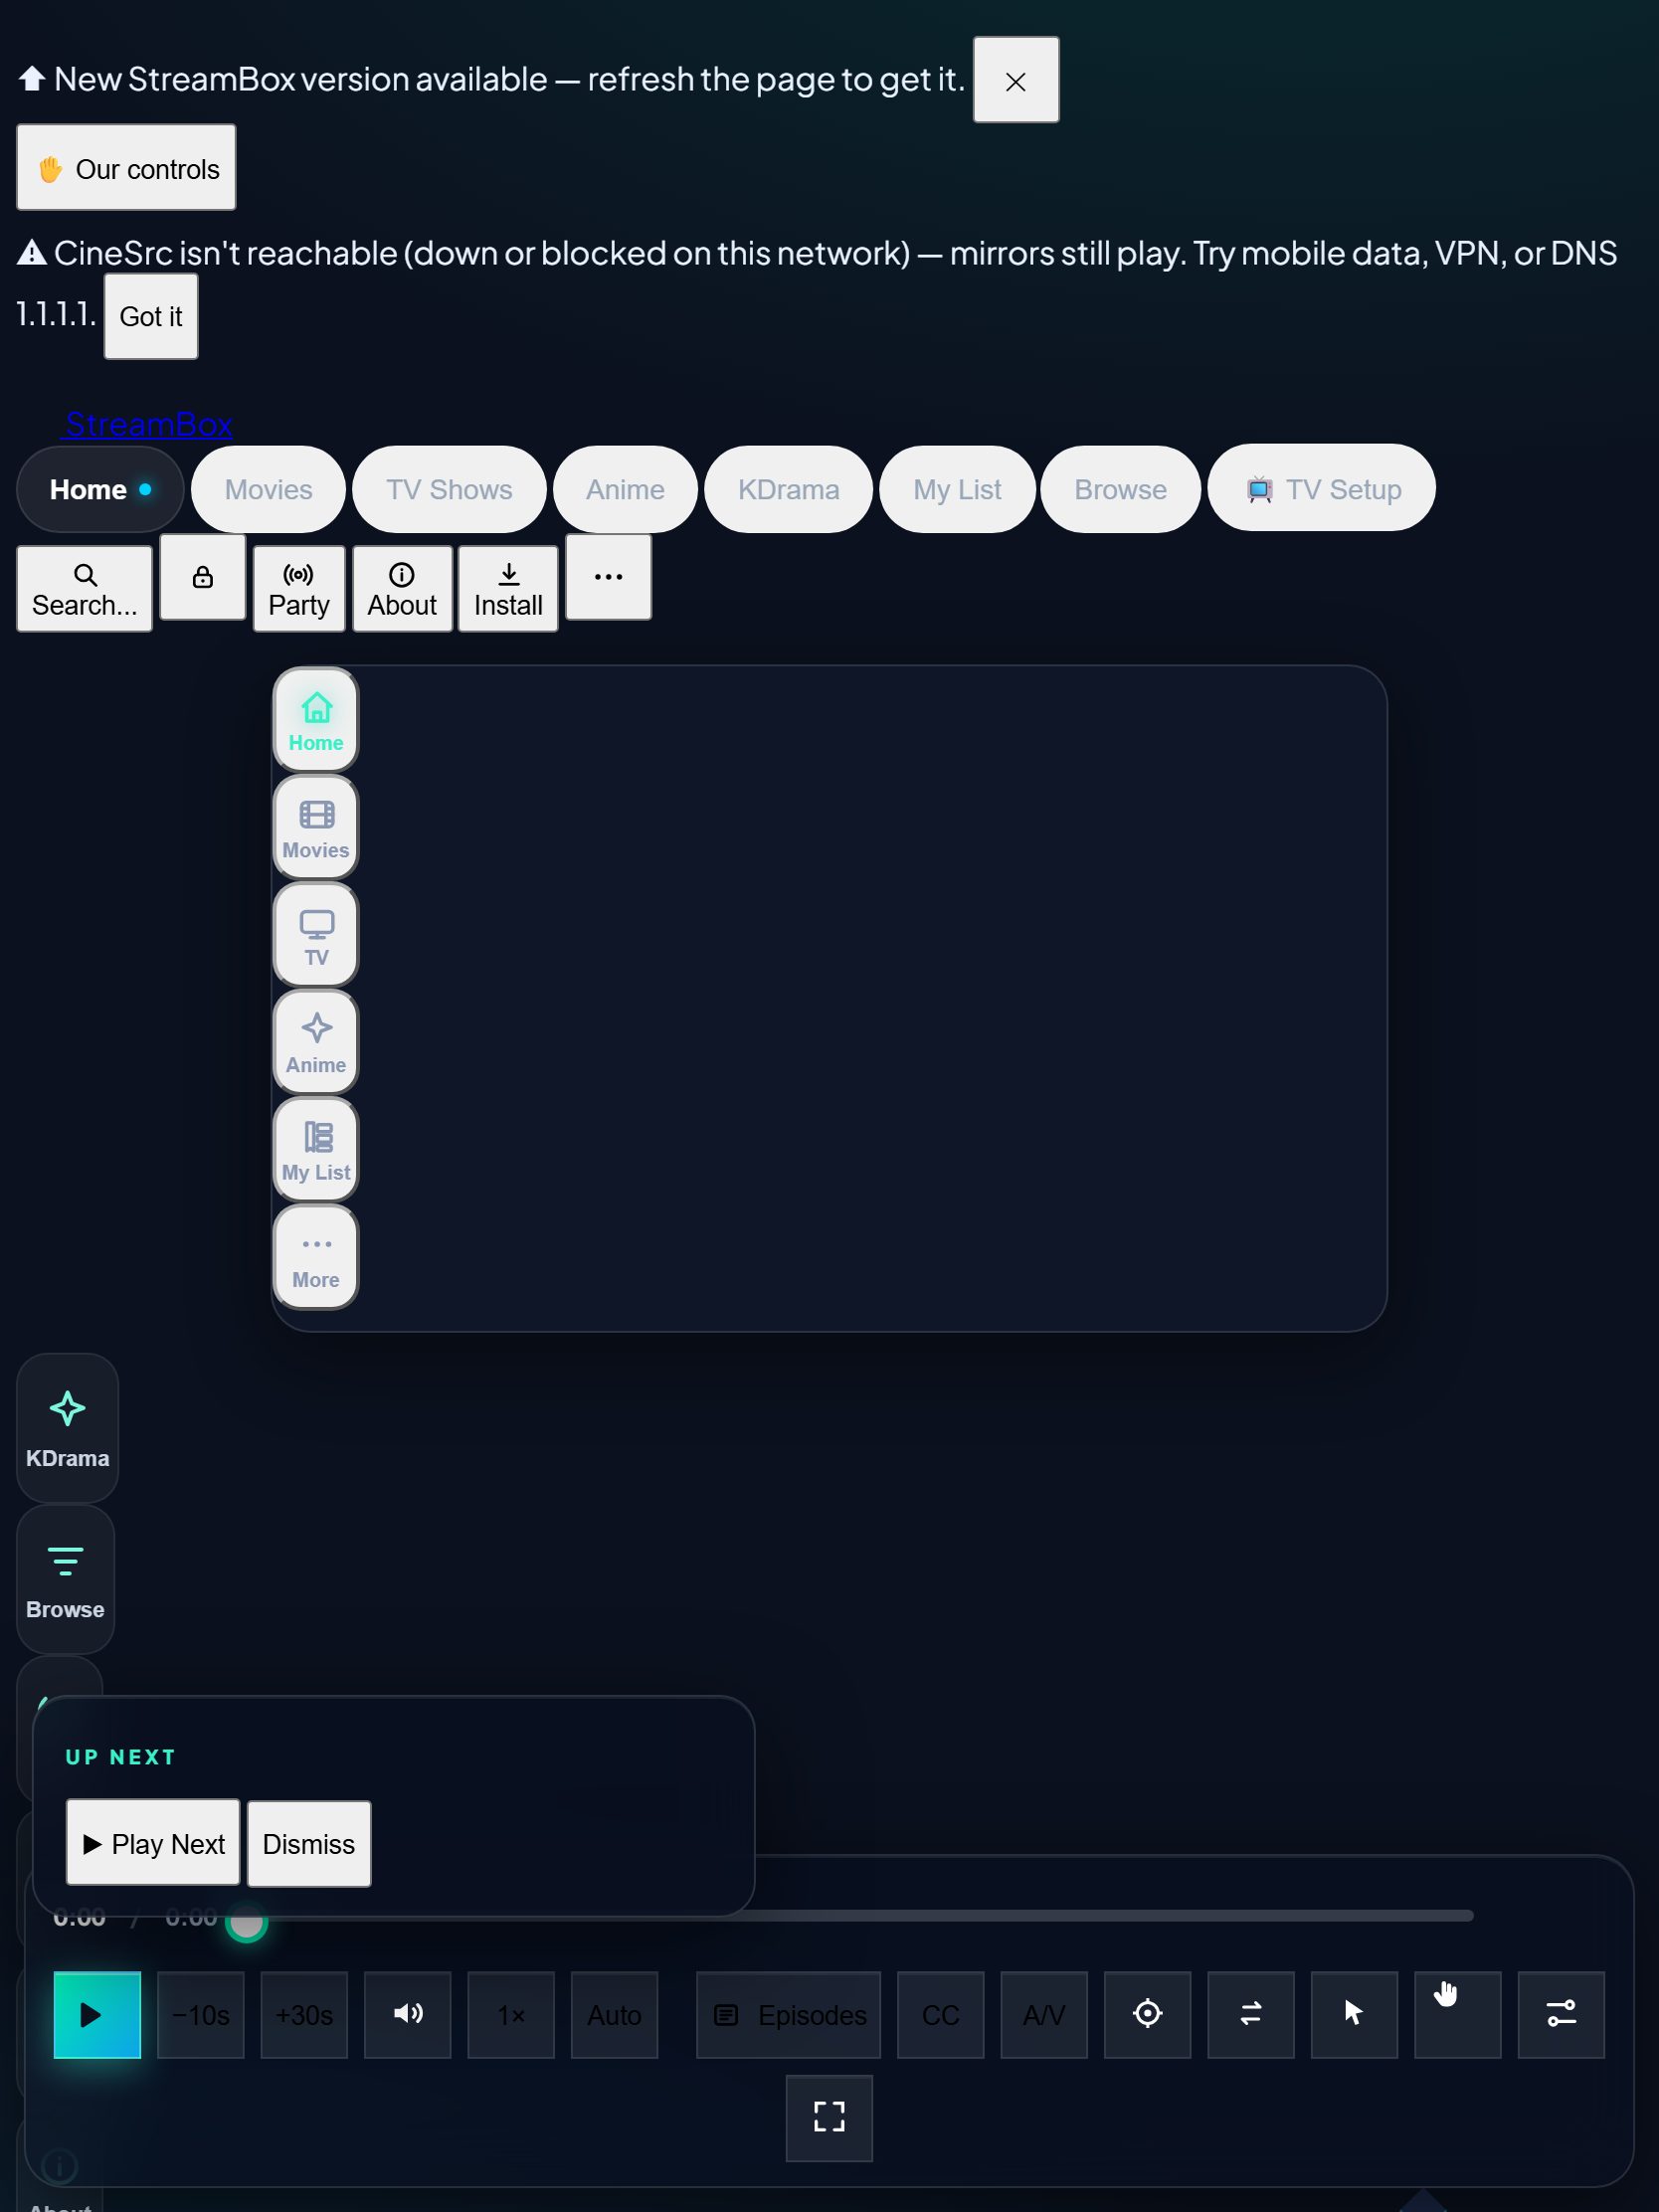 New StreamBox version available — refresh the page to get it.
Our controls
CineSrc isn't reachable (down or blocked on this network) — mirrors still play. Try mobile data, VPN, or DNS
1.1.1.1. Got it
StreamBox
Home Movies TV Shows Anime KDrama My List Browse TV Setup
Search... Party About Install
Home
Movies
TV
Anime
My List
More
KDrama
Browse
UP NEXT
Play Next Dismiss
0:00 / 0:00
−10s +30s 1× Auto Episodes CC A/V
About